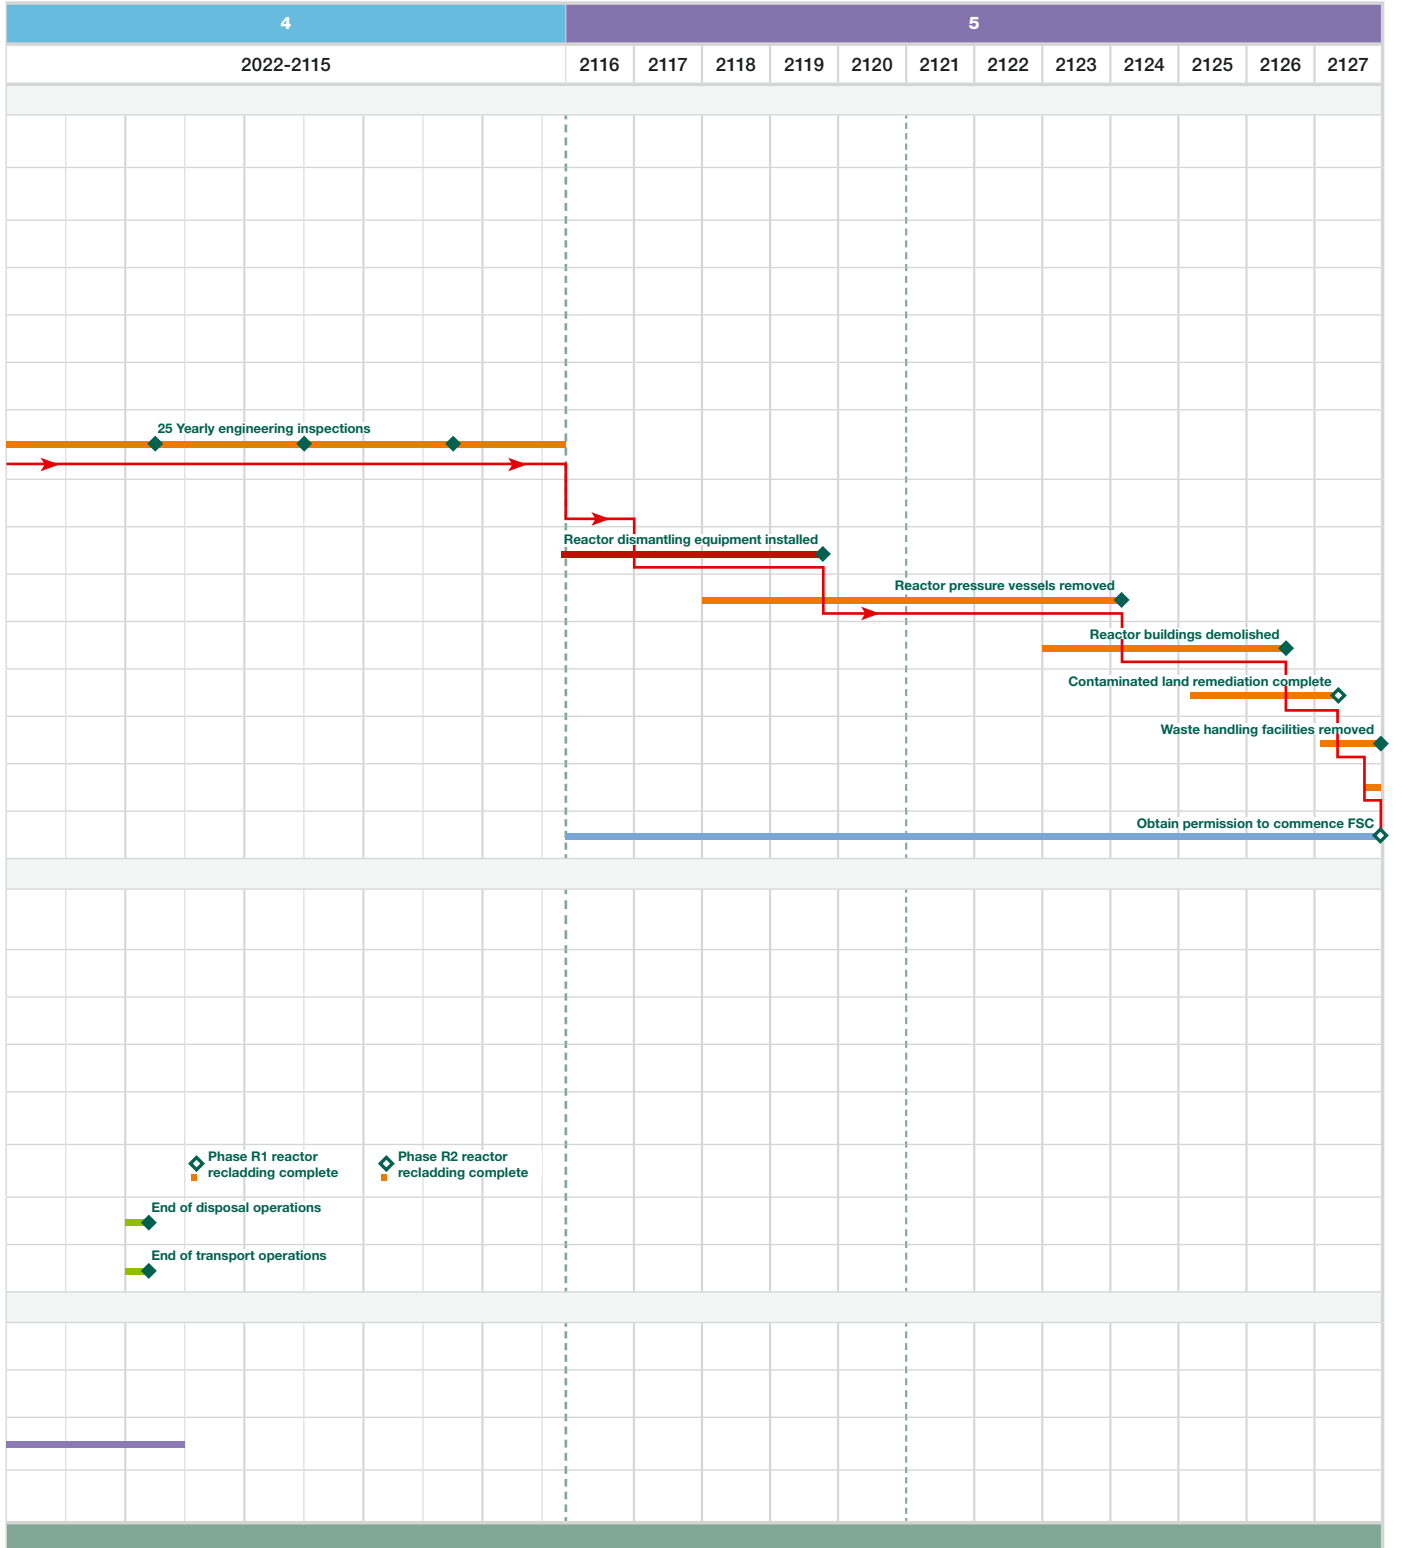 4 5
2022-2115 2116 2117 2118 2119 2120 2121 2122 2123 2124 2125 2126 2127
25 Yearly engineering inspections
Reactor dismantling equipment installed
Reactor pressure vessels removed
Reactor buildings demolished
Contaminated land remediation complete
Waste handling facilities removed
Obtain permission to commence FSC
Phase R1 reactor
recladding complete
Phase R2 reactor
recladding complete
End of disposal operations
End of transport operations